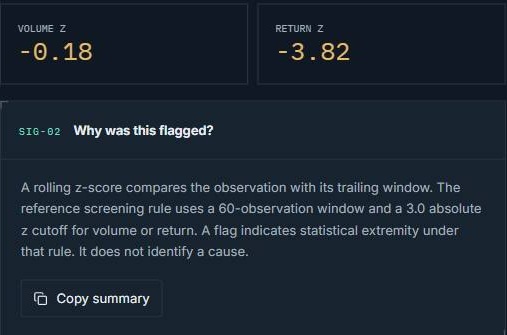 VOLUME Z
-0.18
RETURN Z
-3.82
SIG-02 Why was this flagged?
A rolling z-score compares the observation with its trailing window. The
reference screening rule uses a 60-observation window and a 3.0 absolute
z cutoff for volume or return. A flag indicates statistical extremity under
that rule. It does not identify a cause.
Copy summary